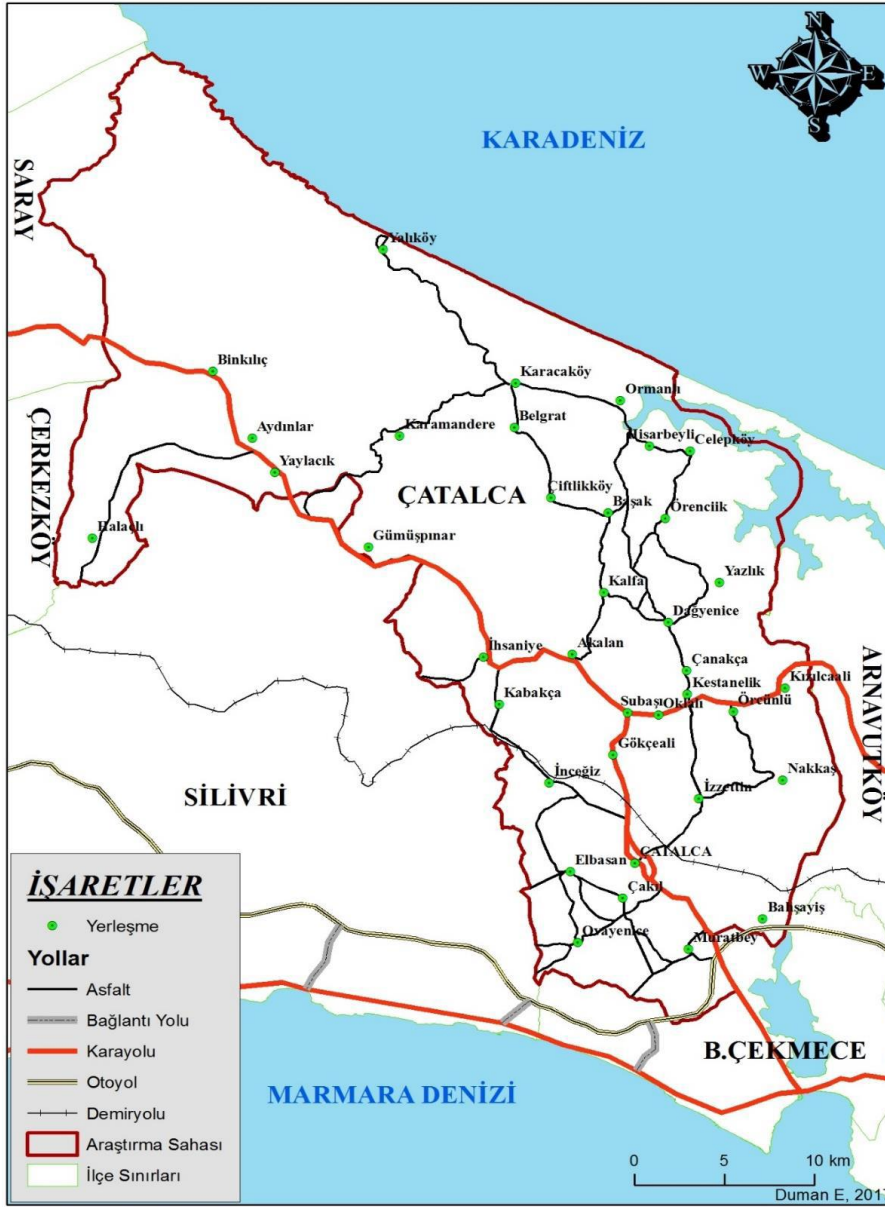 N
W E
S
KARADENİZ
SARAY
Yalıköy
Binkılıç
Karacaköy
Ormanlı
ÇERKEZKÖY
Aydınlar
Karamandere
Belgrat
Hisarbeyli
Celepköy
Yaylacık
ÇATALCA
Çiftlikköy
Başak
Örenciik
Halaçlı
Gümüşpınar
Kalfa
Yazlık
Dağyenice
İhsaniye
Akalan
Çanakça
ARNAVUTKÖY
Kabakça
Kestanelik
Kızılcaali
Subaşı
Oklalı
Örcünlü
Gökçeali
İnceğiz
Nakkaş
SİLİVRİ
İzzettin
Elbasan
ÇATALCA
Çakıl
Bahşayiş
Ovayenice
Muratbey
B.ÇEKMECE
MARMARA DENİZİ
İŞARETLER
Yerleşme
Yollar
Asfalt
Bağlantı Yolu
Karayolu
Otoyol
Demiryolu
Araştırma Sahası
İlçe Sınırları
0 5 10 km
Duman E, 2017